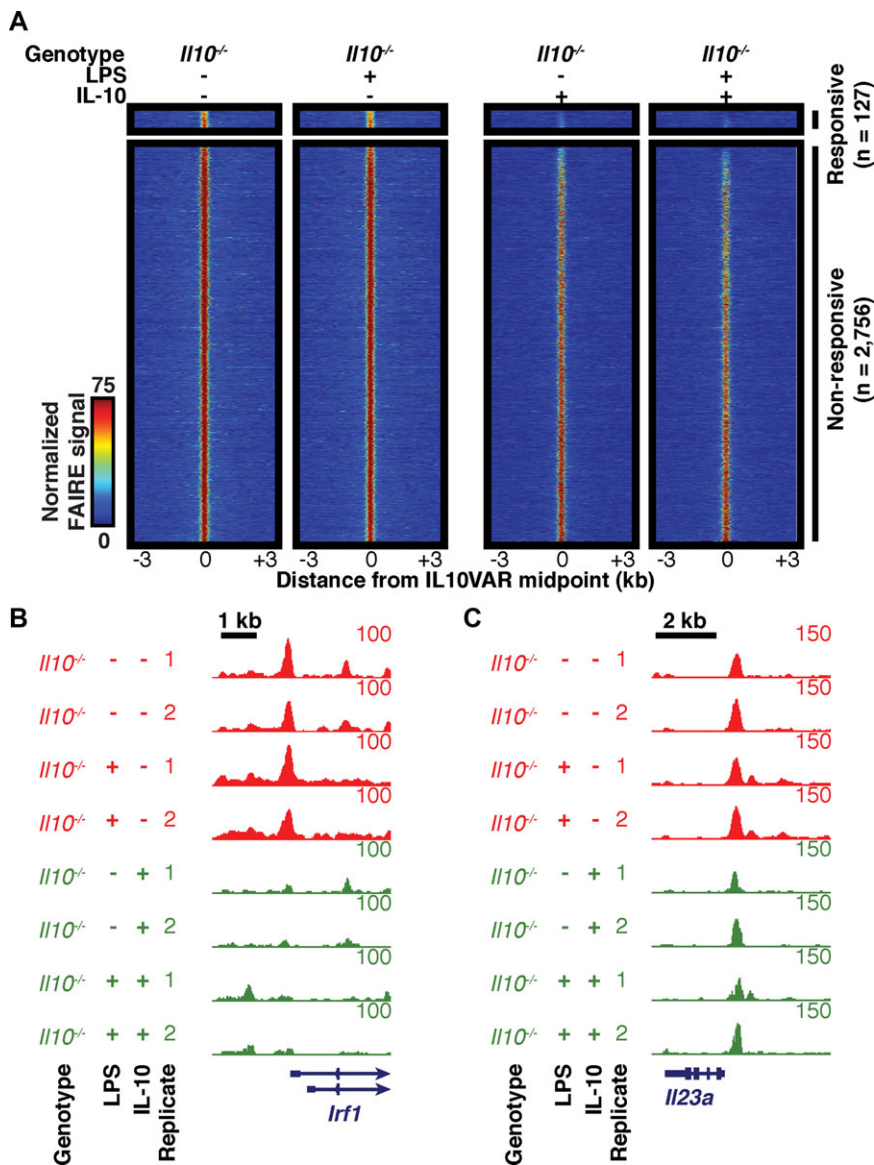 A
Genotype Il10-/- Il10-/- Il10-/- Il10-/-
LPS - + - +
IL-10 - - + +
Responsive
(n = 127)
Non-responsive
(n = 2,756)
Normalized
FAIRE signal
75
0
-3 0 +3 -3 0 +3 -3 0 +3 -3 0 +3
Distance from IL10VAR midpoint (kb)
B
1 kb
Il10-/- - - 1 100
Il10-/- - - 2 100
Il10-/- + - 1 100
Il10-/- + - 2 100
Il10-/- - + 1 100
Il10-/- - + 2 100
Il10-/- + + 1 100
Il10-/- + + 2 100
Genotype LPS IL-10 Replicate
Irf1
C
2 kb
Il10-/- - - 1 150
Il10-/- - - 2 150
Il10-/- + - 1 150
Il10-/- + - 2 150
Il10-/- - + 1 150
Il10-/- - + 2 150
Il10-/- + + 1 150
Il10-/- + + 2 150
Genotype LPS IL-10 Replicate
Il23a